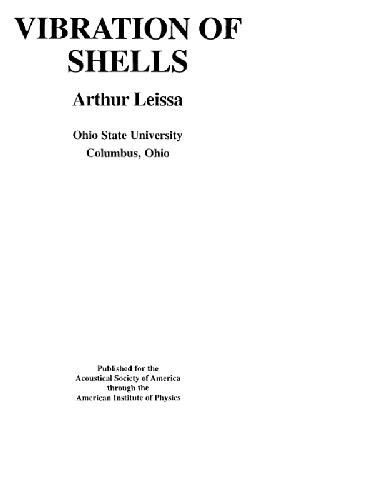 VIBRATION OF
SHELLS
Arthur Leissa
Ohio State University
Columbus, Ohio
Published for the
Acoustical Society of America
through the
American Institute of Physics